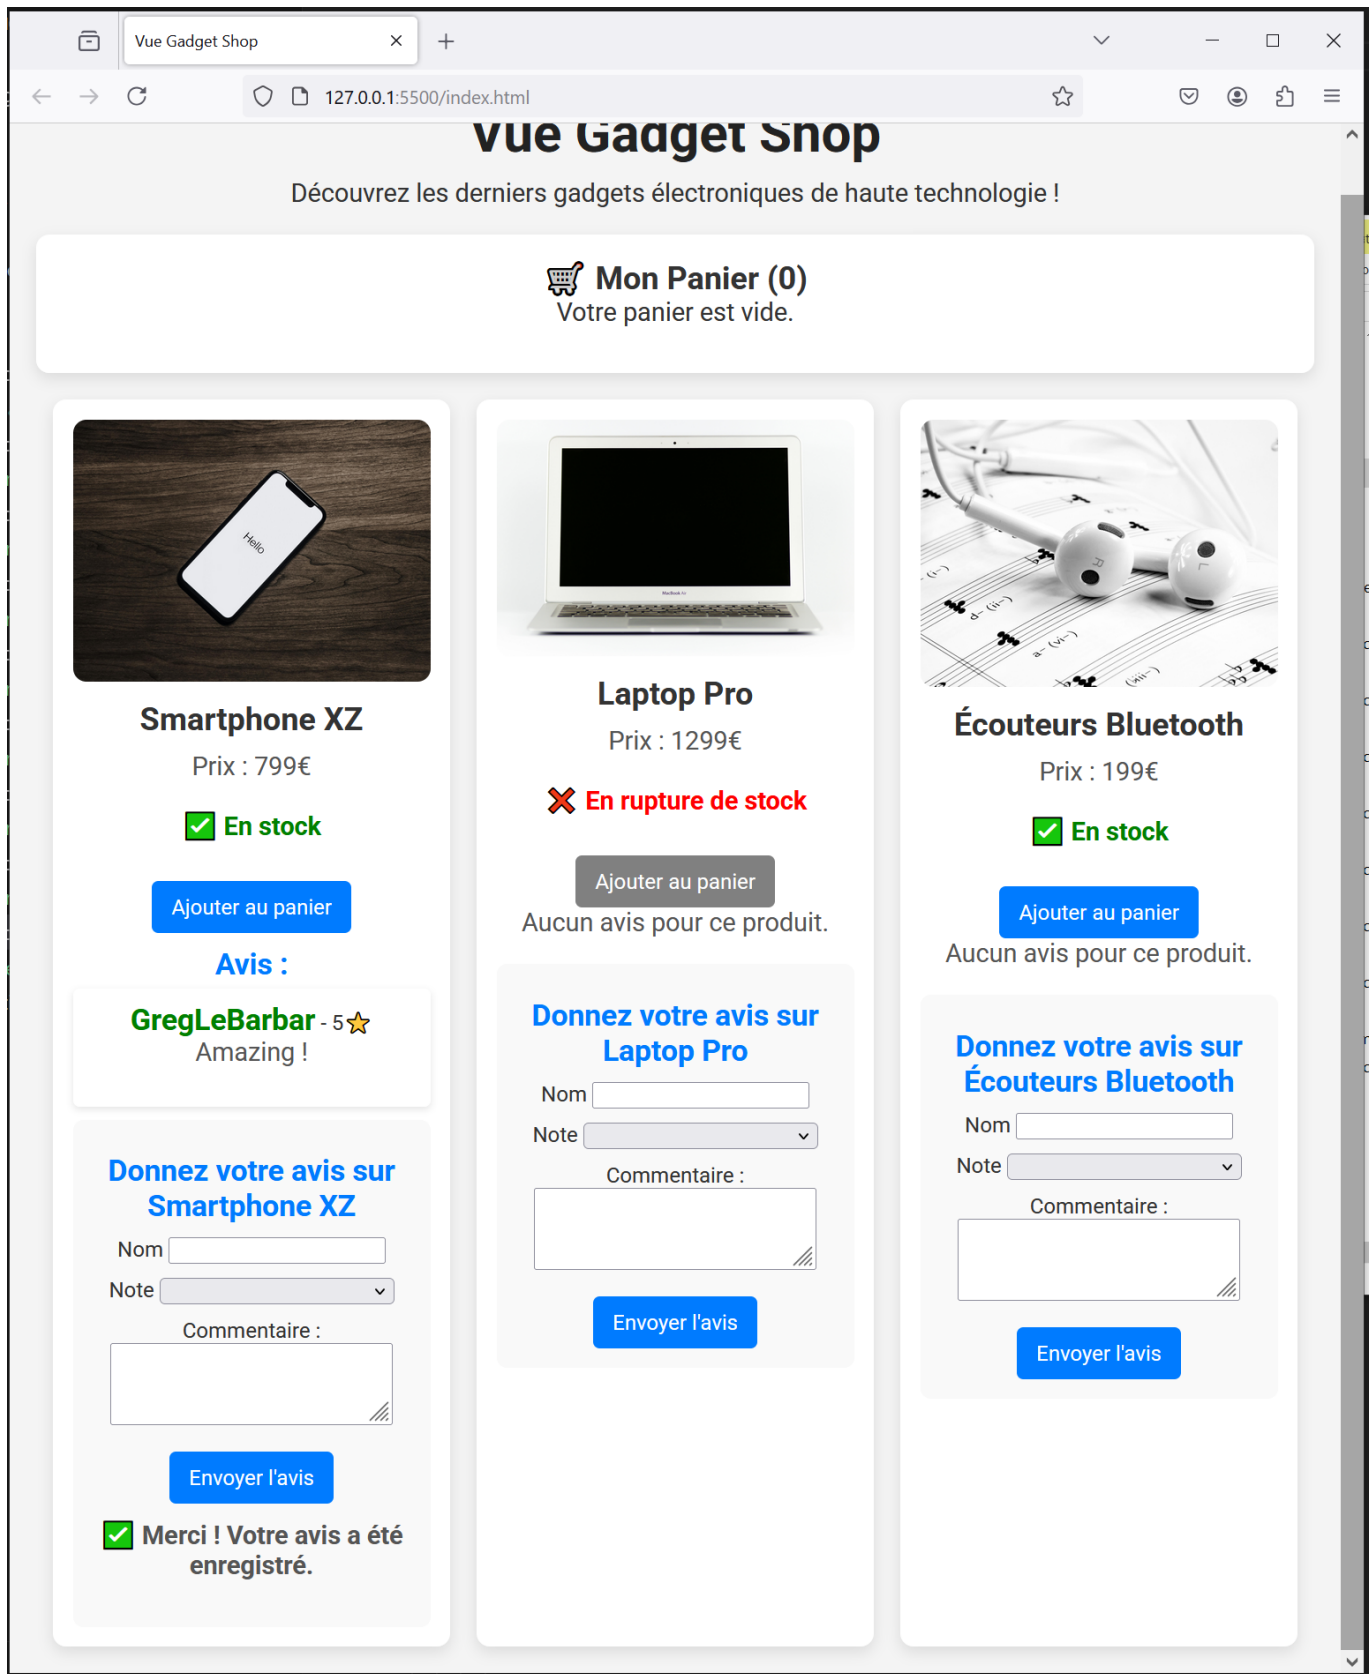 Vue Gadget Shop
127.0.0.1:5500/index.html
Vue Gadget Shop
Découvrez les derniers gadgets électroniques de haute technologie !
🛒 Mon Panier (0)
Votre panier est vide.
Hello
Smartphone XZ
Prix : 799€
✅ En stock
Ajouter au panier
Avis :
GregLeBarbar - 5⭐
Amazing !
Donnez votre avis sur
Smartphone XZ
Nom
Note
Commentaire :
Envoyer l'avis
✅ Merci ! Votre avis a été
enregistré.
MacBook Air
Laptop Pro
Prix : 1299€
❌ En rupture de stock
Ajouter au panier
Aucun avis pour ce produit.
Donnez votre avis sur
Laptop Pro
Nom
Note
Commentaire :
Envoyer l'avis
R
L
(i-)
d- (ii-)
a- (vi-)
Écouteurs Bluetooth
Prix : 199€
✅ En stock
Ajouter au panier
Aucun avis pour ce produit.
Donnez votre avis sur
Écouteurs Bluetooth
Nom
Note
Commentaire :
Envoyer l'avis